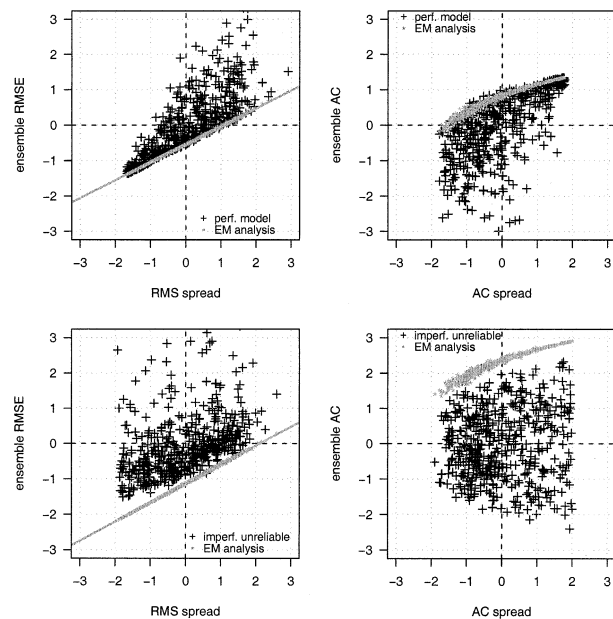 ensemble RMSE
3
2
1
0
−1
−2
−3
+ perf. model
EM analysis
−3 −2 −1 0 1 2 3
RMS spread
ensemble AC
3
2
1
0
−1
−2
−3
+ perf. model
EM analysis
−3 −2 −1 0 1 2 3
AC spread
ensemble RMSE
3
2
1
0
−1
−2
−3
+ imperf. unreliable
EM analysis
−3 −2 −1 0 1 2 3
RMS spread
ensemble AC
3
2
1
0
−1
−2
−3
+ imperf. unreliable
EM analysis
−3 −2 −1 0 1 2 3
AC spread